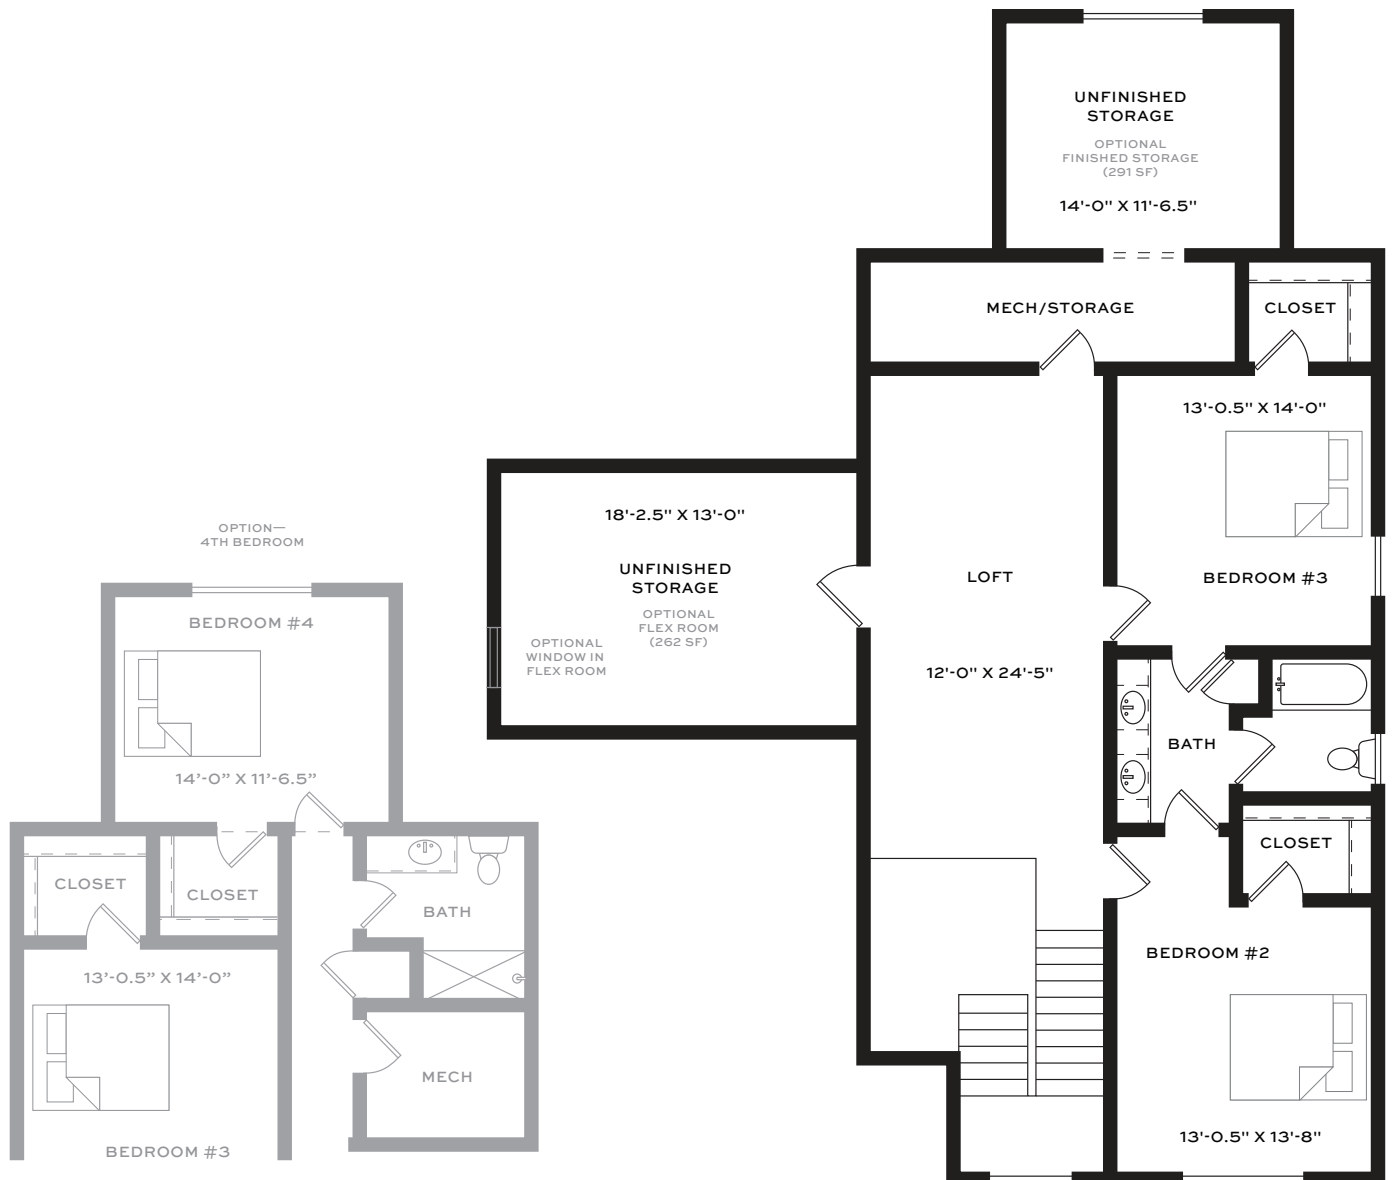 UNFINISHED
STORAGE
OPTIONAL
FINISHED STORAGE
(291 SF)
14'-0" X 11'-6.5"
MECH/STORAGE
CLOSET
13'-0.5" X 14'-0"
18'-2.5" X 13'-0"
UNFINISHED
STORAGE
OPTIONAL
FLEX ROOM
(262 SF)
OPTIONAL
WINDOW IN
FLEX ROOM
LOFT
12'-0" X 24'-5"
BEDROOM #3
BATH
CLOSET
BEDROOM #2
13'-0.5" X 13'-8"
OPTION—
4TH BEDROOM
BEDROOM #4
14’-0” X 11’-6.5”
CLOSET
CLOSET
BATH
13’-0.5” X 14’-0”
MECH
BEDROOM #3